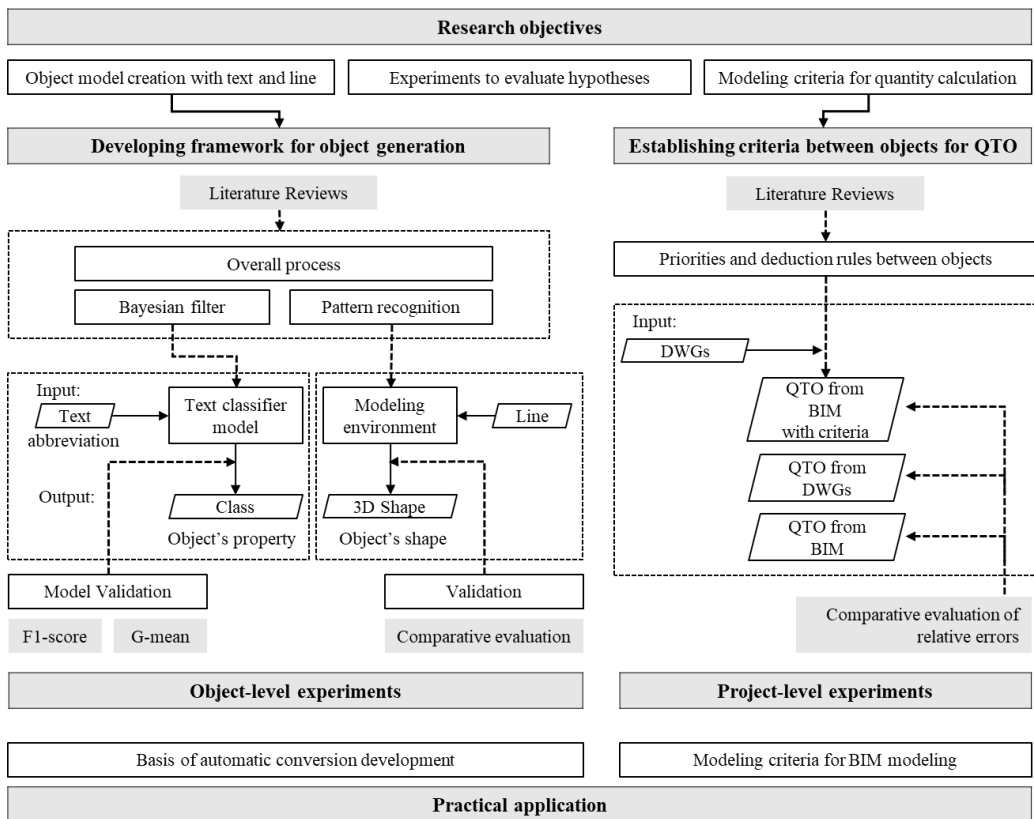 Research objectives
Object model creation with text and line
Experiments to evaluate hypotheses
Modeling criteria for quantity calculation
Developing framework for object generation
Literature Reviews
Overall process
Bayesian filter
Pattern recognition
Input:
Text
abbreviation
Text classifier
model
Modeling
environment
Line
Output:
Class
3D Shape
Object's property
Object's shape
Model Validation
Validation
F1-score
G-mean
Comparative evaluation
Object-level experiments
Basis of automatic conversion development
Establishing criteria between objects for QTO
Literature Reviews
Priorities and deduction rules between objects
Input:
DWGs
QTO from
BIM
with criteria
QTO from
DWGs
QTO from
BIM
Comparative evaluation of
relative errors
Project-level experiments
Modeling criteria for BIM modeling
Practical application